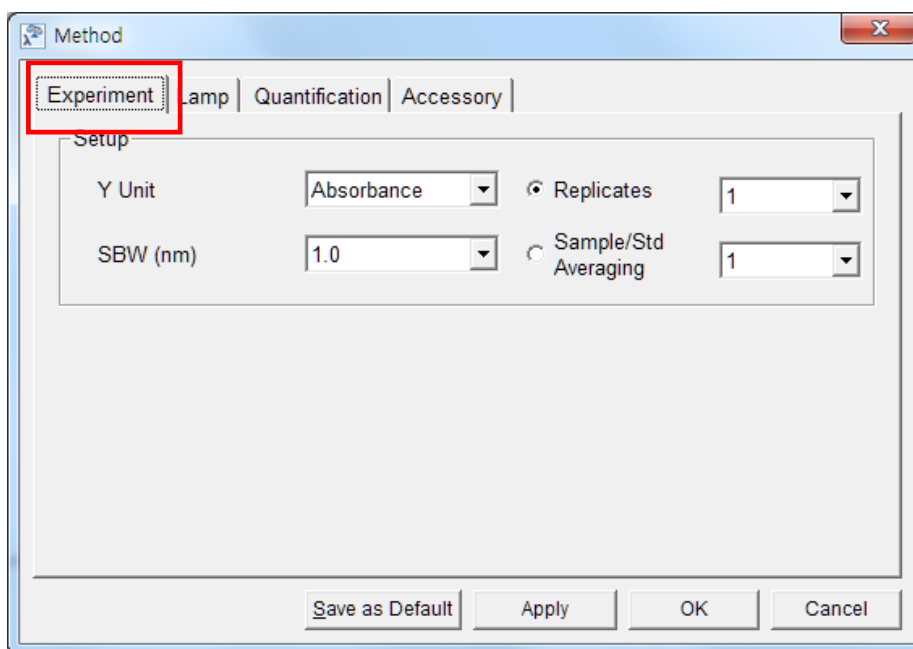 Method
Experiment Lamp Quantification Accessory
Setup
Y Unit Absorbance Replicates 1
SBW (nm) 1.0 Sample/Std Averaging 1
Save as Default Apply OK Cancel